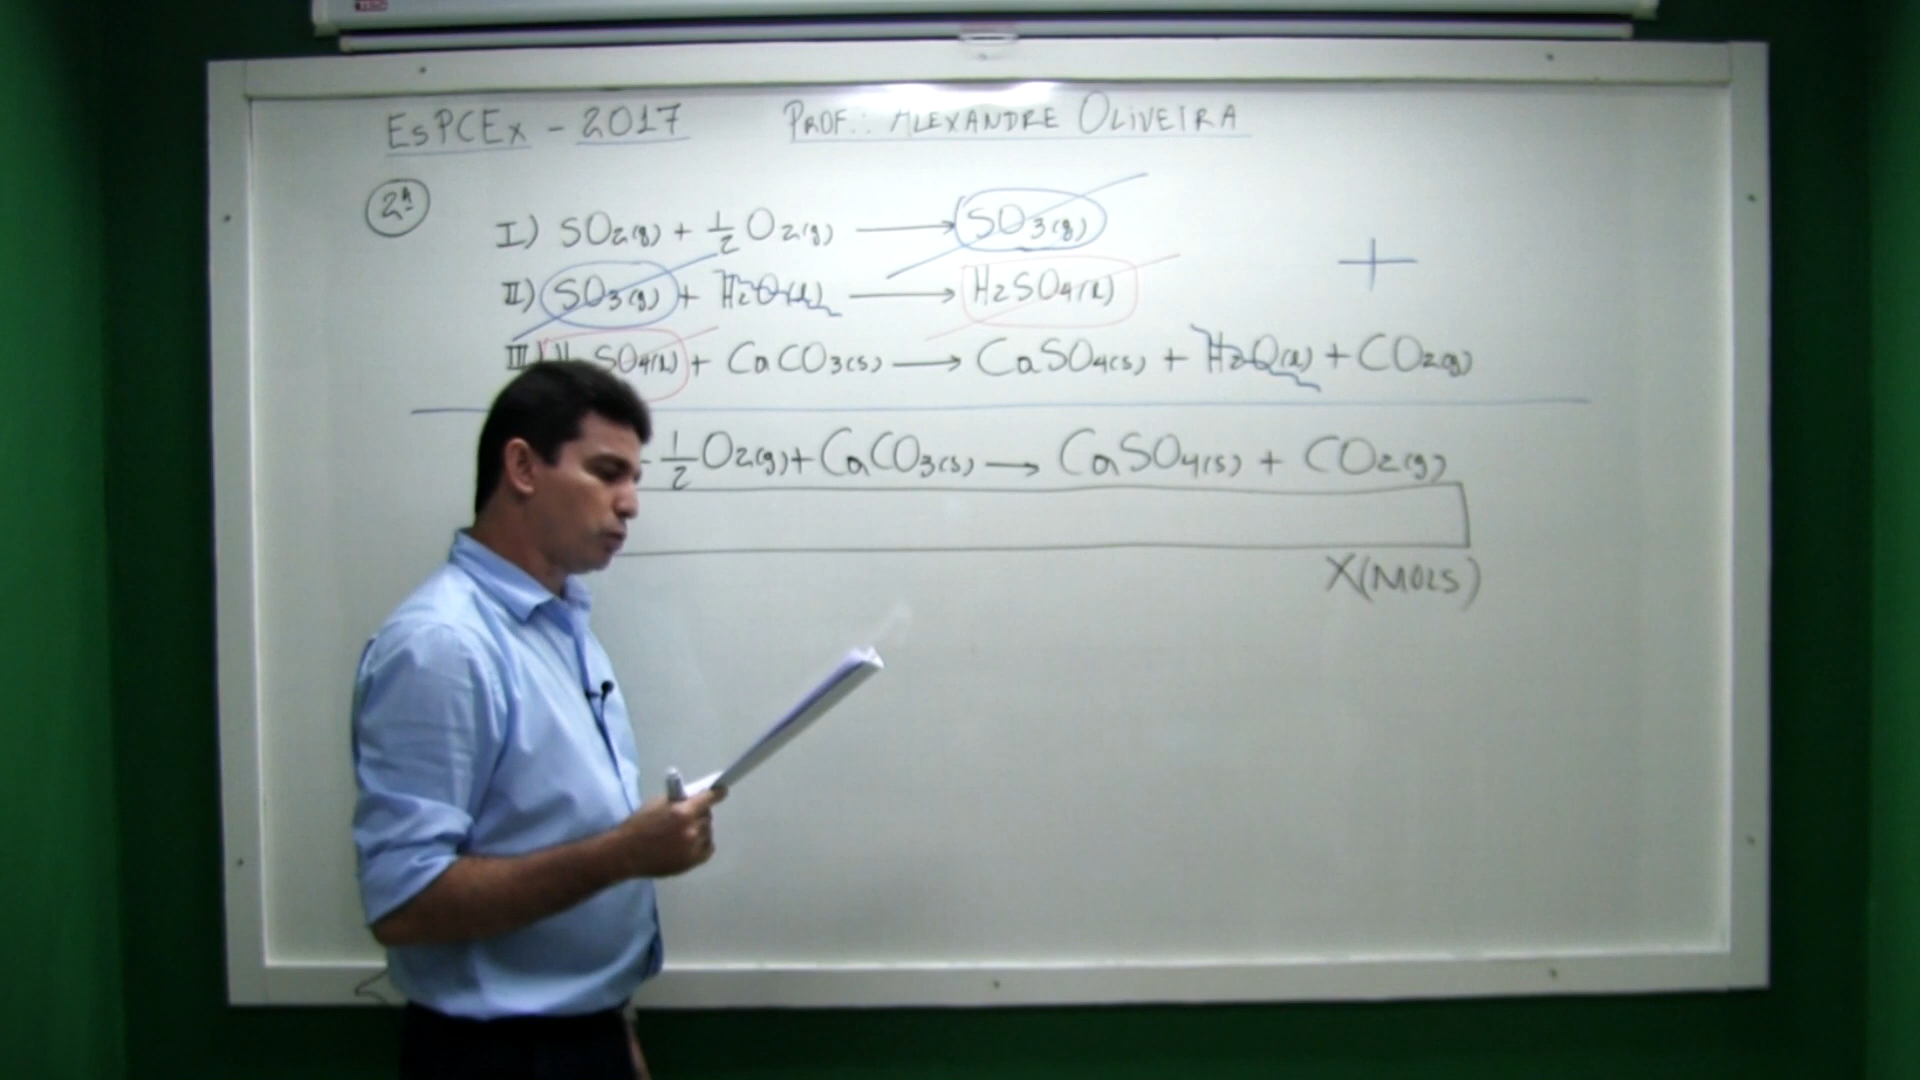 EsPCEx - 2017 PROF.: ALEXANDRE OLIVEIRA
2ª
I) SO2(g) + 1/2 O2(g) → SO3(g)
II) SO3(g) + H2O(l) → H2SO4(l)
III) SO4(l) + CaCO3(s) → CaSO4(s) + H2O(l) + CO2(g)
1/2 O2(g) + CaCO3(s) → CaSO4(s) + CO2(g)
X(MOLS)